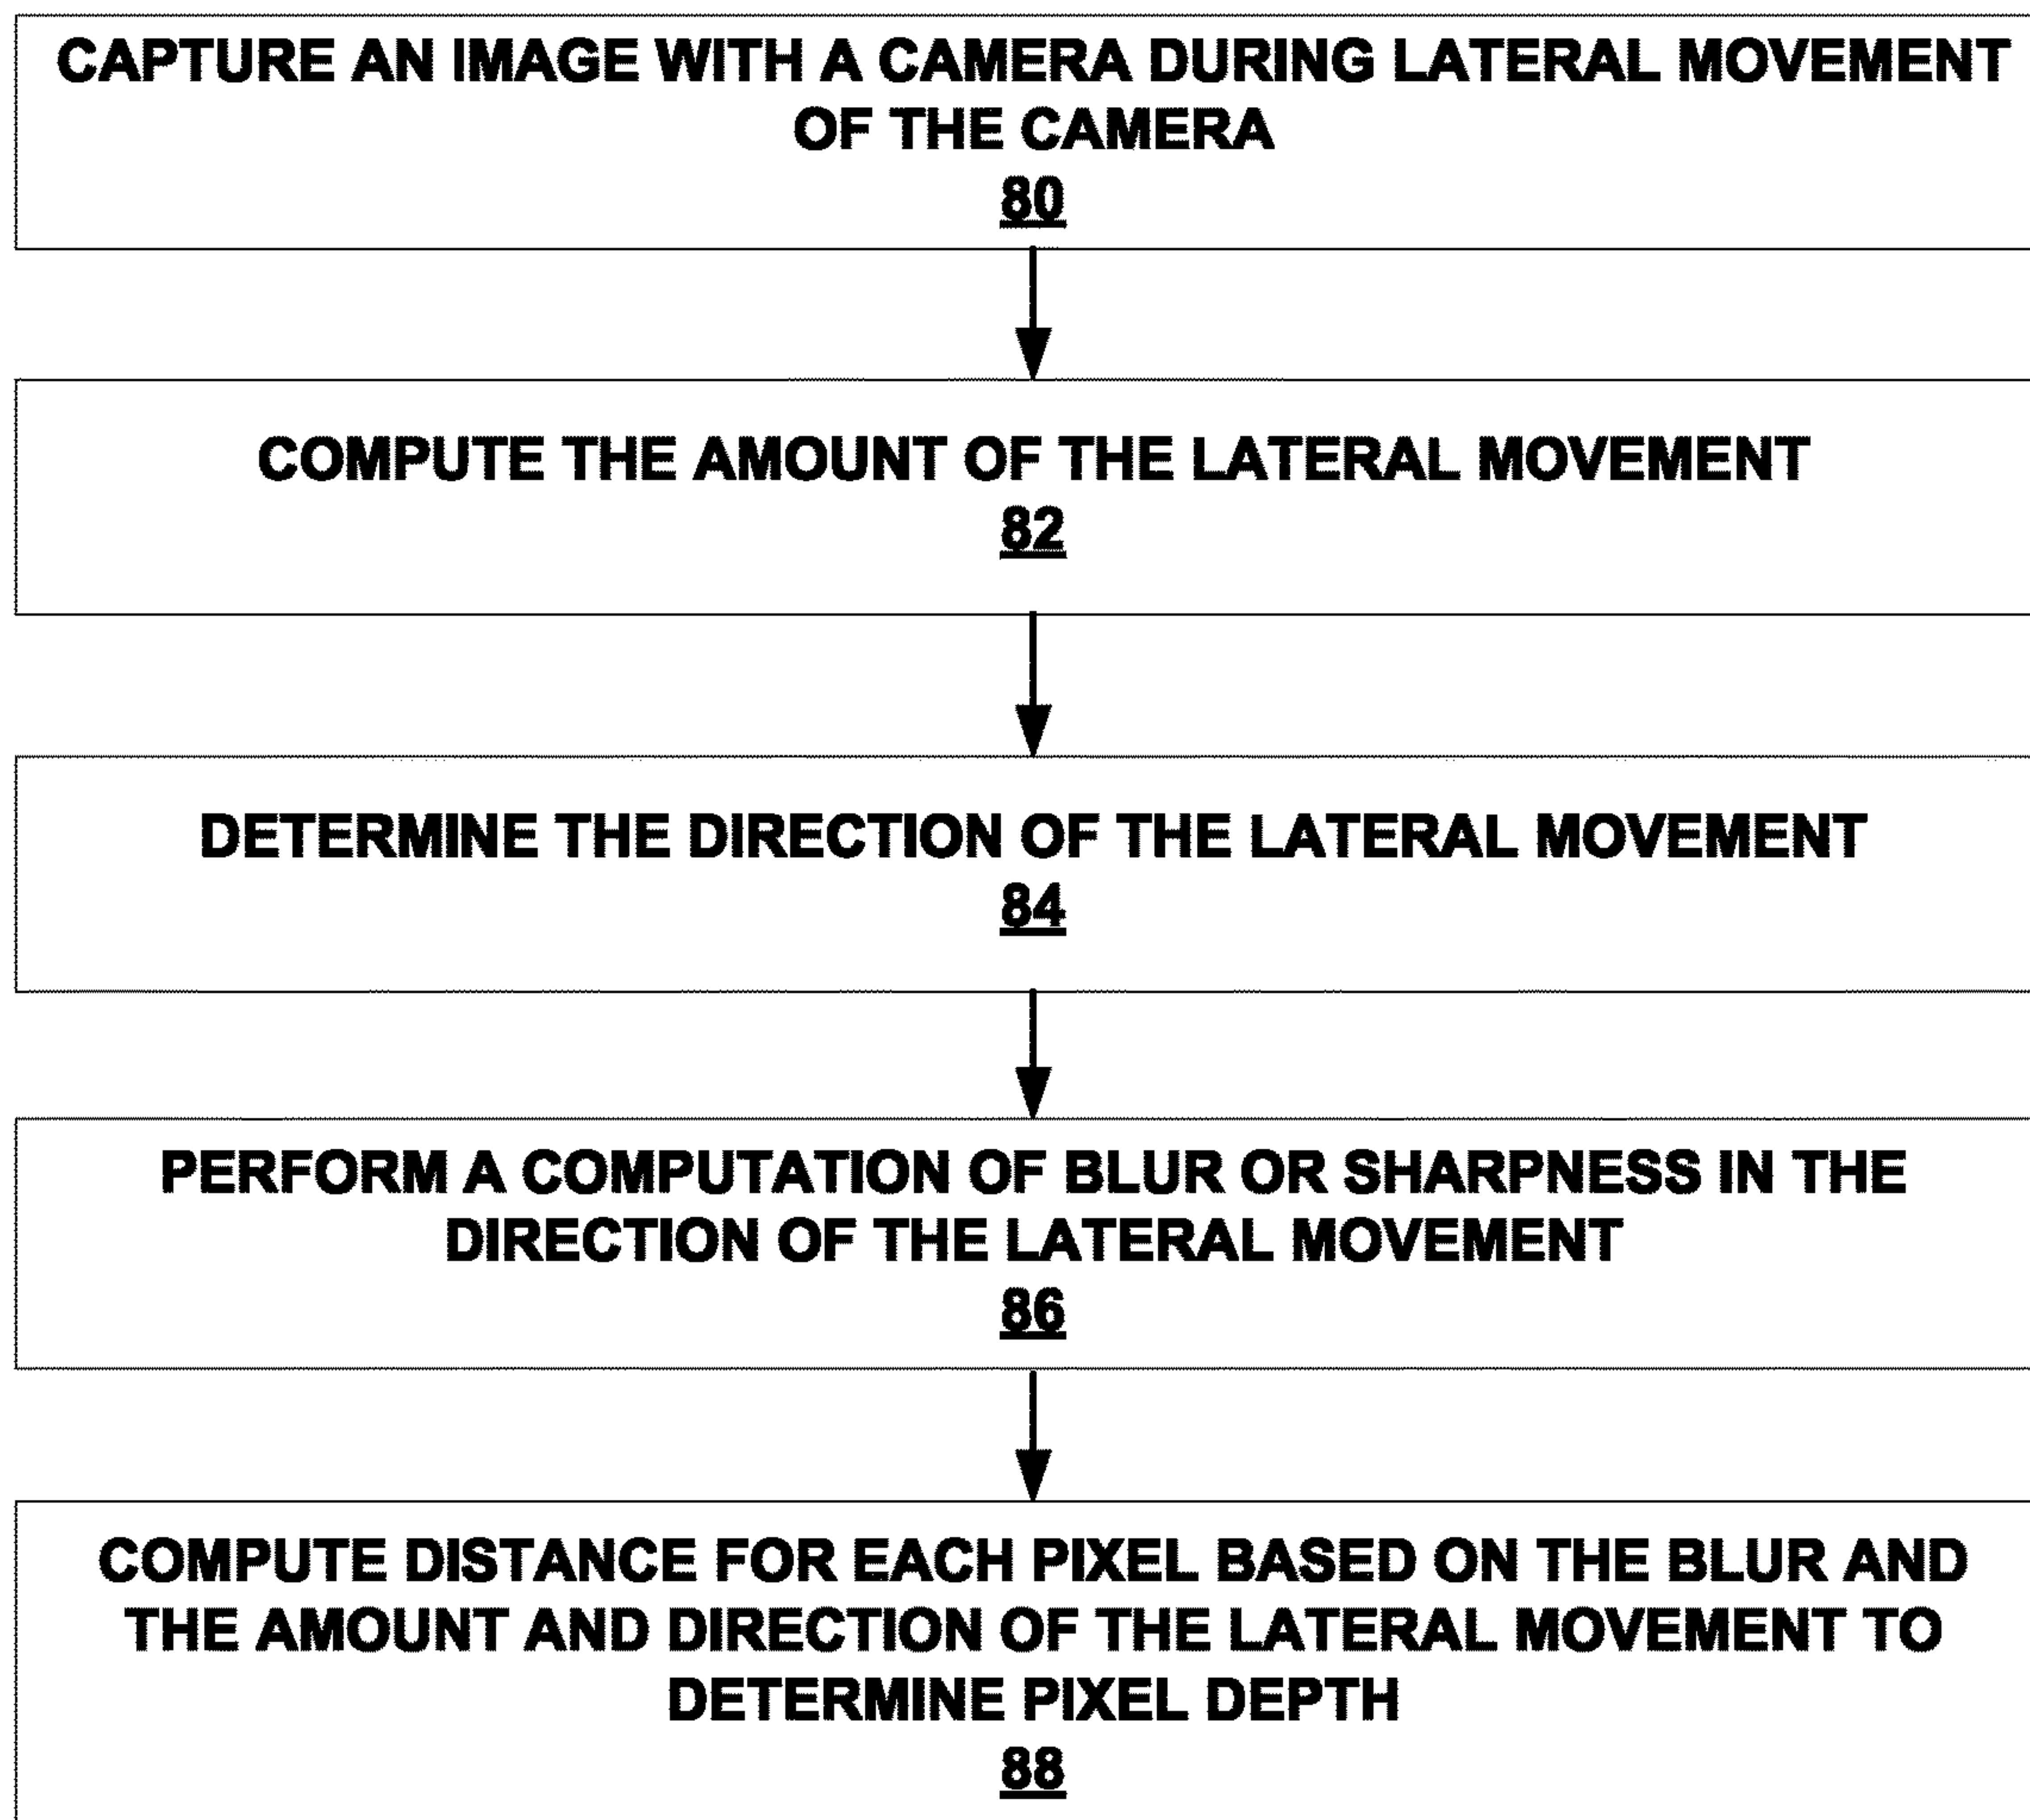 CAPTURE AN IMAGE WITH A CAMERA DURING LATERAL MOVEMENT
OF THE CAMERA
80
COMPUTE THE AMOUNT OF THE LATERAL MOVEMENT
82
DETERMINE THE DIRECTION OF THE LATERAL MOVEMENT
84
PERFORM A COMPUTATION OF BLUR OR SHARPNESS IN THE
DIRECTION OF THE LATERAL MOVEMENT
86
COMPUTE DISTANCE FOR EACH PIXEL BASED ON THE BLUR AND
THE AMOUNT AND DIRECTION OF THE LATERAL MOVEMENT TO
DETERMINE PIXEL DEPTH
88